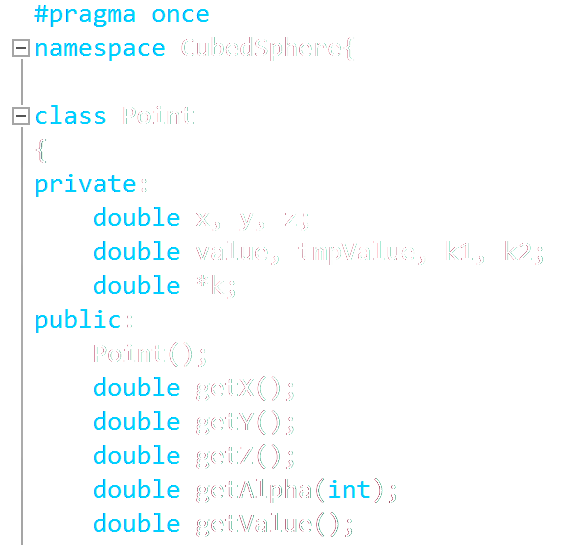 #pragma once
namespace CubedSphere{
class Point
{
private:
double x, y, z;
double value, tmpValue, k1, k2;
double *k;
public:
Point();
double getX();
double getY();
double getZ();
double getAlpha(int);
double getValue();